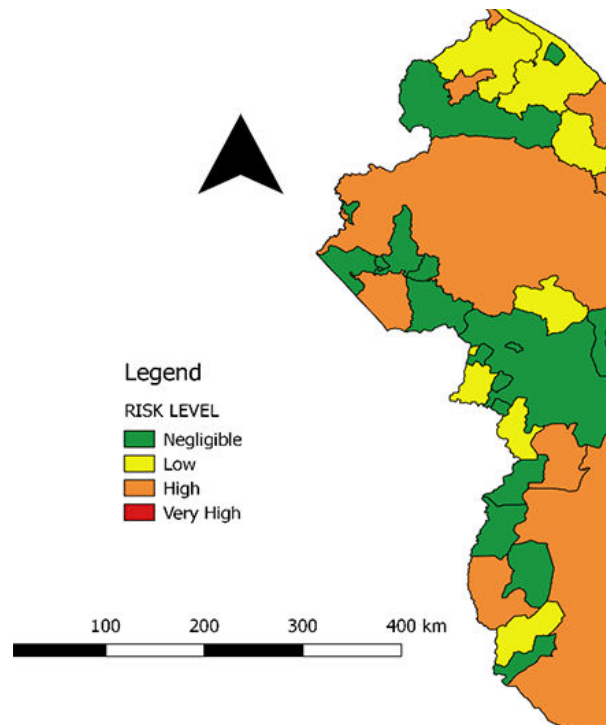 Legend
RISK LEVEL
Negligible
Low
High
Very High
100 200 300 400 km